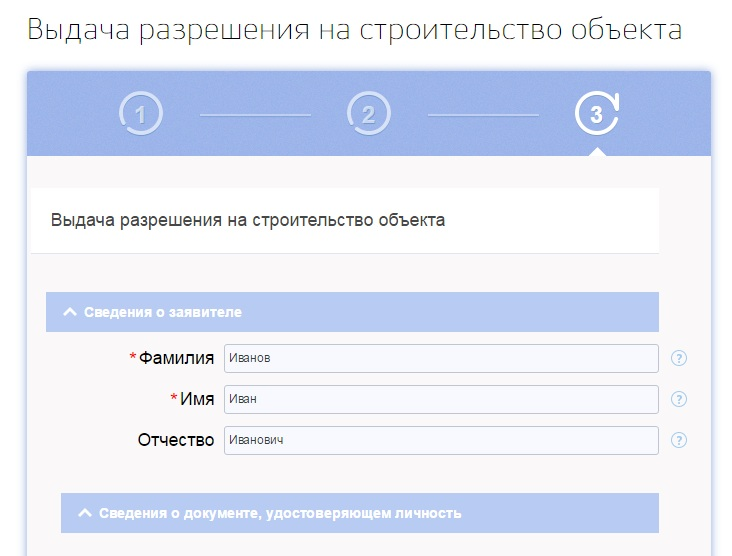 Выдача разрешения на строительство объекта
1 2 3
Выдача разрешения на строительство объекта
Сведения о заявителе
* Фамилия Иванов ?
* Имя Иван ?
Отчество Иванович ?
Сведения о документе, удостоверяющем личность